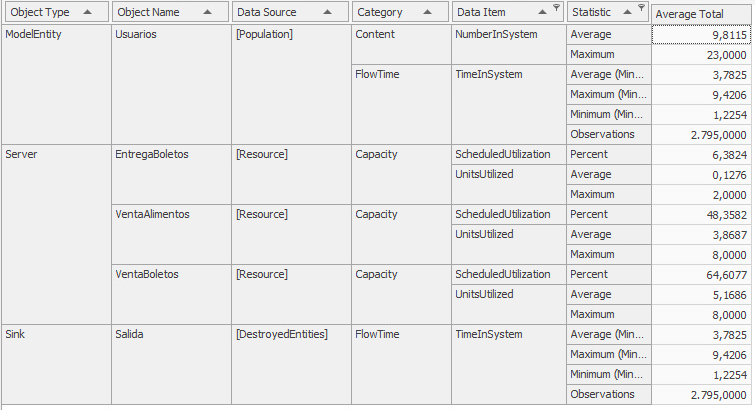 Object Type Object Name Data Source Category Data Item Statistic Average Total
ModelEntity Usuarios [Population] Content NumberInSystem Average 9,8115
Maximum 23,0000
FlowTime TimeInSystem Average (Min... 3,7825
Maximum (Min... 9,4206
Minimum (Min... 1,2254
Observations 2.795,0000
Server EntregaBoletos [Resource] Capacity ScheduledUtilization Percent 6,3824
UnitsUtilized Average 0,1276
Maximum 2,0000
VentaAlimentos [Resource] Capacity ScheduledUtilization Percent 48,3582
UnitsUtilized Average 3,8687
Maximum 8,0000
VentaBoletos [Resource] Capacity ScheduledUtilization Percent 64,6077
UnitsUtilized Average 5,1686
Maximum 8,0000
Sink Salida [DestroyedEntities] FlowTime TimeInSystem Average (Min... 3,7825
Maximum (Min... 9,4206
Minimum (Min... 1,2254
Observations 2.795,0000